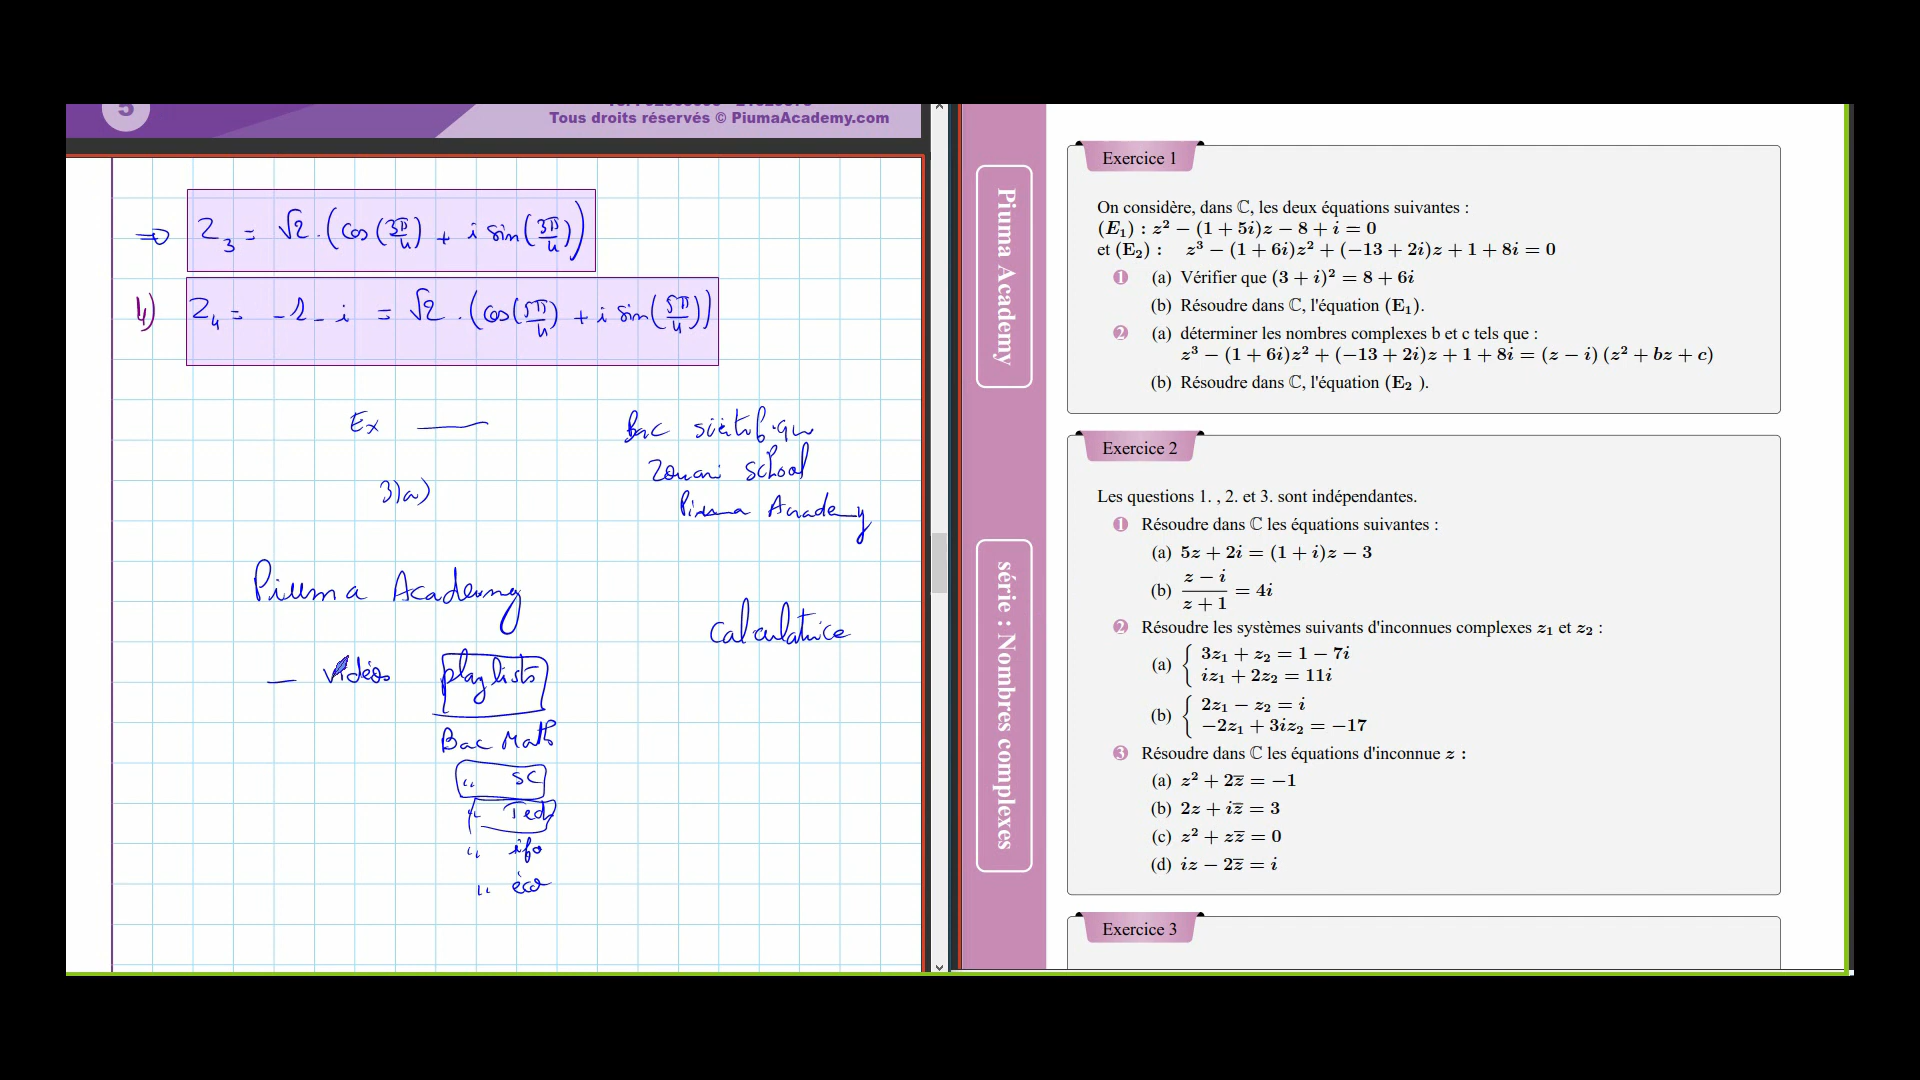 5
Tous droits réservés © PiumaAcademy.com
⇒ Z₃ = √2 . (cos(3π/4) + i sin(3π/4))
4) Z₄ = -1 - i = √2 . (cos(5π/4) + i sin(5π/4))
Ex
3)a)
Bac
Zouari school
Piuma Academy
Piuma Academy
calculatrice
— vidéos playlists
Bac Math
" sc
" Tech
" ifo
" éco
Piuma Academy
série : Nombres complexes
Exercice 1
On considère, dans ℂ, les deux équations suivantes :
(E₁) : z² − (1 + 5i)z − 8 + i = 0
et (E₂) : z³ − (1 + 6i)z² + (−13 + 2i)z + 1 + 8i = 0
1 (a) Vérifier que (3 + i)² = 8 + 6i
(b) Résoudre dans ℂ, l'équation (E₁).
2 (a) déterminer les nombres complexes b et c tels que :
z³ − (1 + 6i)z² + (−13 + 2i)z + 1 + 8i = (z − i) (z² + bz + c)
(b) Résoudre dans ℂ, l'équation (E₂ ).
Exercice 2
Les questions 1. , 2. et 3. sont indépendantes.
1 Résoudre dans ℂ les équations suivantes :
(a) 5z + 2i = (1 + i)z − 3
(b) (z − i)/(z + 1) = 4i
2 Résoudre les systèmes suivants d'inconnues complexes z₁ et z₂ :
(a) { 3z₁ + z₂ = 1 − 7i
iz₁ + 2z₂ = 11i
(b) { 2z₁ − z₂ = i
−2z₁ + 3iz₂ = −17
3 Résoudre dans ℂ les équations d'inconnue z :
(a) z² + 2z̅ = −1
(b) 2z + iz̅ = 3
(c) z² + zz̅ = 0
(d) iz − 2z̅ = i
Exercice 3